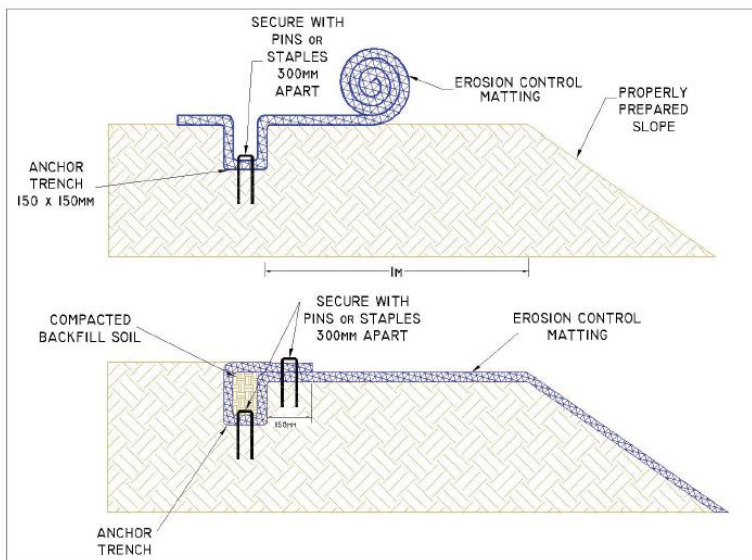 SECURE WITH
PINS OR
STAPLES
300MM
APART
EROSION CONTROL
MATTING
PROPERLY
PREPARED
SLOPE
ANCHOR
TRENCH
150 X 150MM
1M
COMPACTED
BACKFILL SOIL
SECURE WITH
PINS OR STAPLES
300MM APART
EROSION CONTROL
MATTING
150MM
ANCHOR
TRENCH